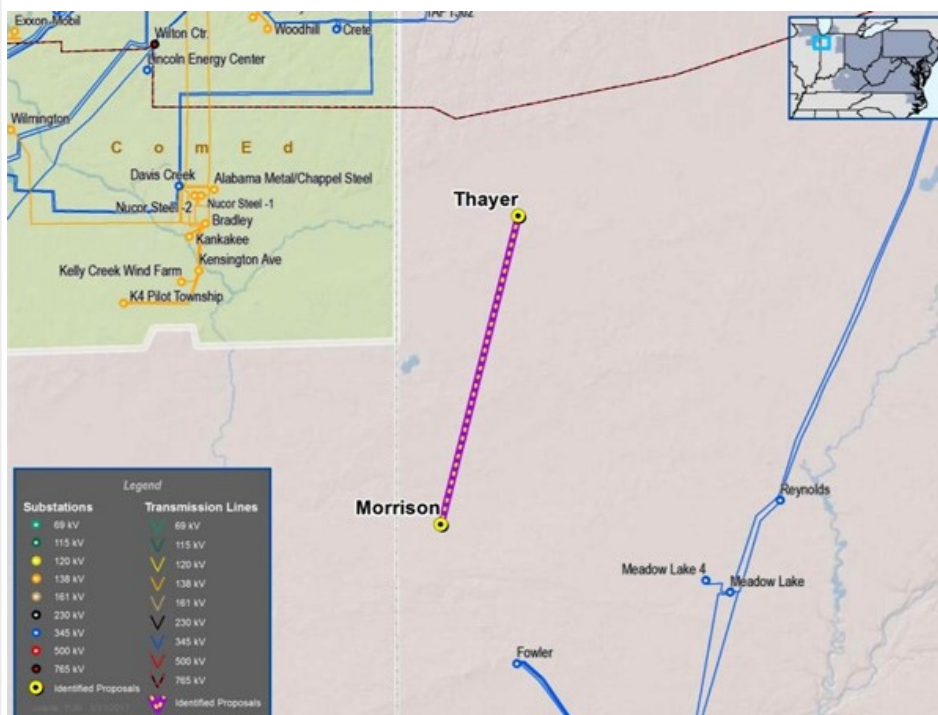 Exxon-Mobil
Wilton Ctr.
Woodhill
Crete
Lincoln Energy Center
Wilmington
C o m E d
Davis Creek
Alabama Metal/Chappel Steel
Nucor Steel -2
Nucor Steel -1
Bradley
Kankakee
Kensington Ave
Kelly Creek Wind Farm
K4 Pilot Township
Thayer
Morrison
Reynolds
Meadow Lake 4
Meadow Lake
Fowler
Legend
Substations
69 kV
115 kV
120 kV
138 kV
161 kV
230 kV
345 kV
500 kV
765 kV
Identified Proposals
Transmission Lines
69 kV
115 kV
120 kV
138 kV
161 kV
230 kV
345 kV
500 kV
765 kV
Identified Proposals